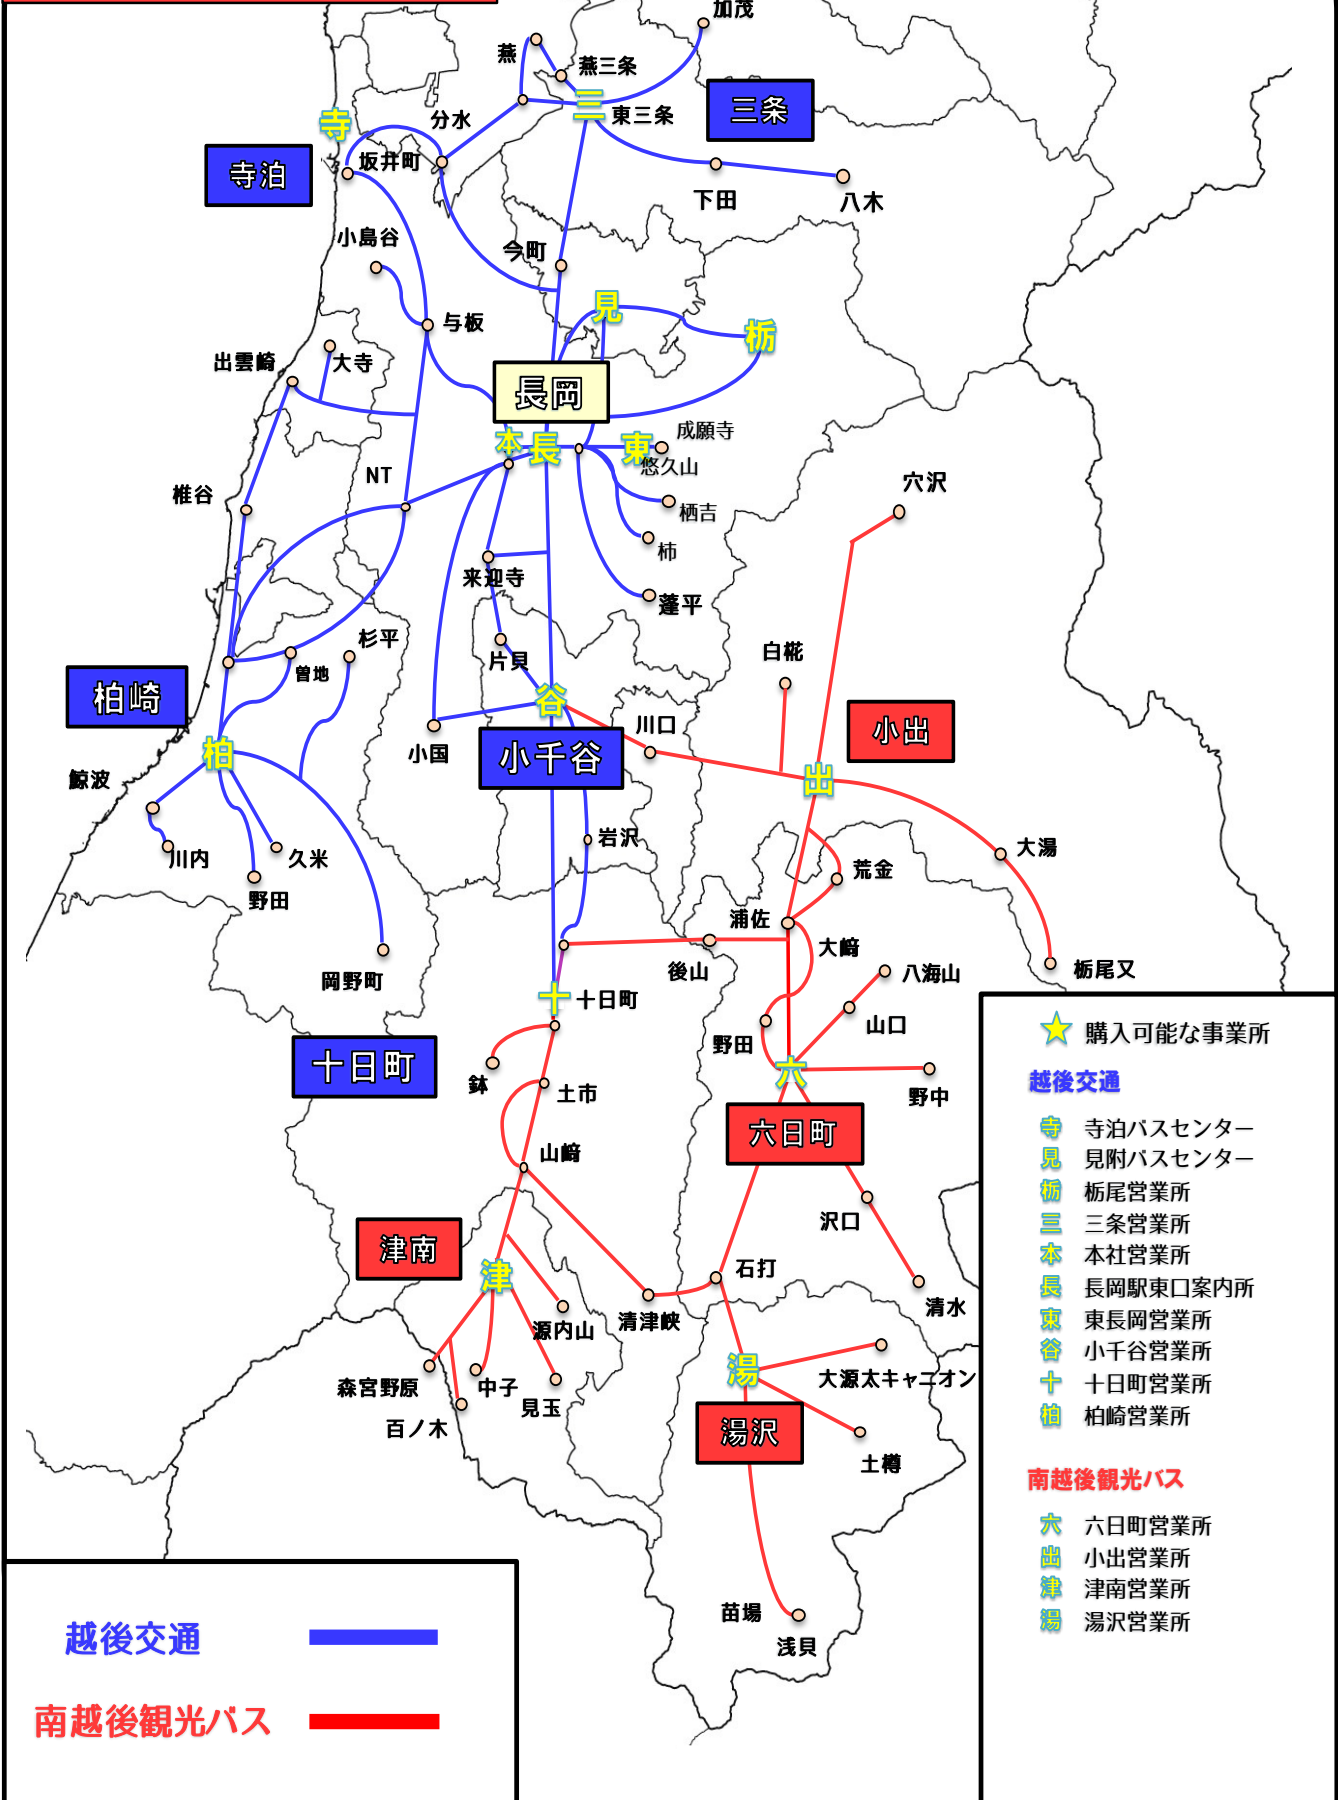 加茂
燕
燕三条
三
東三条
三条
分水
寺
坂井町
寺泊
下田
八木
小島谷
今町
見
栃
与板
出雲崎
大寺
長岡
本
長
東
成願寺
悠久山
NT
椎谷
栖吉
穴沢
柿
来迎寺
蓬平
杉平
曽地
片貝
白糀
柏崎
谷
川口
小出
小国
小千谷
柏
鯨波
出
川内
久米
岩沢
大湯
荒金
野田
浦佐
大﨑
後山
八海山
栃尾又
岡野町
十
十日町
山口
野田
十日町
鉢
土市
六
野中
六日町
山﨑
沢口
津南
津
石打
源内山
清津峡
清水
森宮野原
中子
見玉
百ノ木
湯
大源太キャニオン
湯沢
土樽
苗場
浅貝
★ 購入可能な事業所
越後交通
寺 寺泊バスセンター
見 見附バスセンター
栃 栃尾営業所
三 三条営業所
本 本社営業所
長 長岡駅東口案内所
東 東長岡営業所
谷 小千谷営業所
十 十日町営業所
柏 柏崎営業所
南越後観光バス
六 六日町営業所
出 小出営業所
津 津南営業所
湯 湯沢営業所
越後交通
南越後観光バス